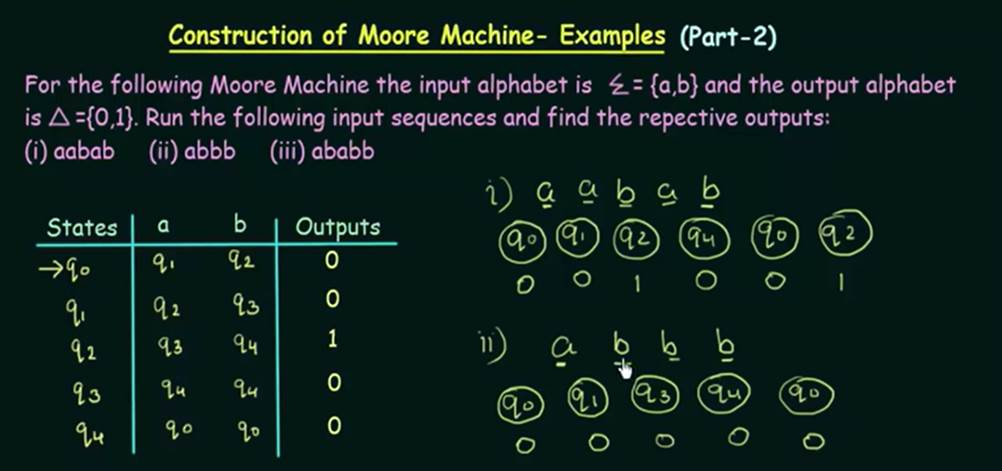 Construction of Moore Machine- Examples (Part-2)
For the following Moore Machine the input alphabet is Σ = {a,b} and the output alphabet
is Δ ={0,1}. Run the following input sequences and find the repective outputs:
(i) aabab (ii) abbb (iii) ababb
States a b Outputs
→q0 q1 q2 0
q1 q2 q3 0
q2 q3 q4 1
q3 q4 q4 0
q4 q0 q0 0
i) a a b a b
q0 q1 q2 q4 q0 q2
0 0 1 0 0 1
ii) a b b b
q0 q1 q3 q4 q0
0 0 0 0 0